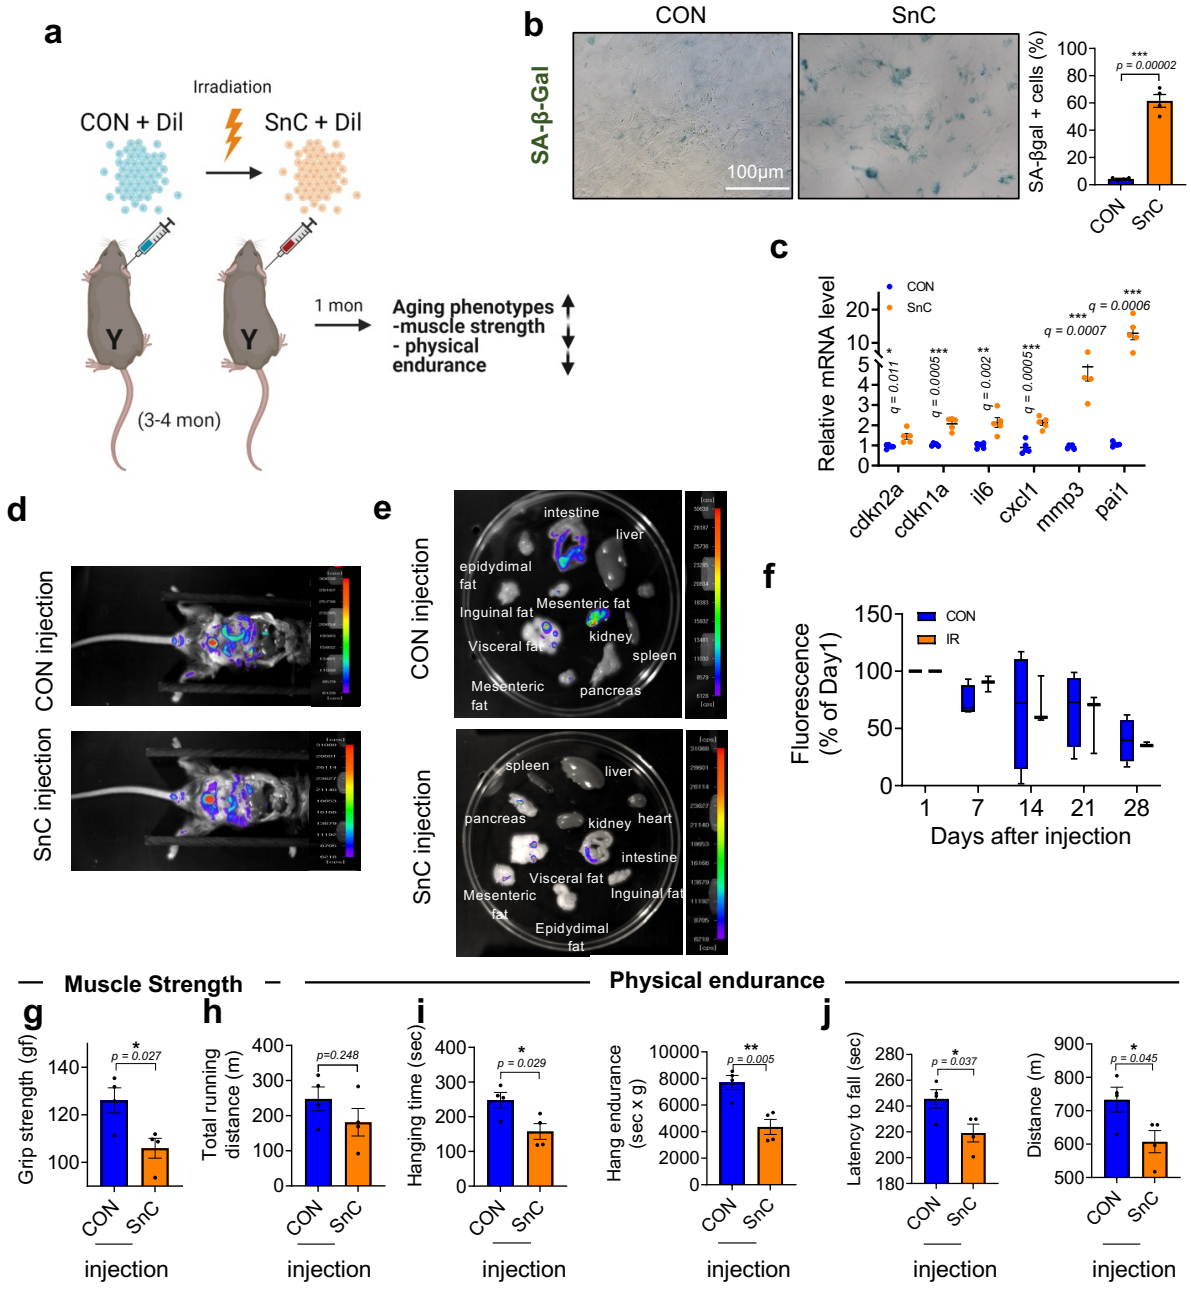 a
Irradiation
CON + Dil
SnC + Dil
Y
Y
(3-4 mon)
1 mon
Aging phenotypes
-muscle strength
- physical
endurance
b
CON
SnC
SA-β-Gal
100µm
SA-βgal + cells (%)
100
80
60
40
20
0
***
p = 0.00002
CON
SnC
c
Relative mRNA level
CON
SnC
20
10
5
4
3
2
1
0
*
q = 0.011
***
q = 0.0005
**
q = 0.002
***
q = 0.0005
***
q = 0.0007
***
q = 0.0006
cdkn2a
cdkn1a
il6
cxcl1
mmp3
pai1
d
CON injection
SnC injection
e
CON injection
intestine
liver
epidydimal
fat
Inguinal fat
Mesenteric fat
Visceral fat
kidney
spleen
Mesenteric
fat
pancreas
SnC injection
spleen
liver
pancreas
kidney
heart
intestine
Visceral fat
Inguinal fat
Mesenteric
fat
Epidydimal
fat
f
Fluorescence
(% of Day1)
CON
IR
150
100
50
0
1
7
14
21
28
Days after injection
Muscle Strength
Physical endurance
g
Grip strength (gf)
140
120
100
*
p = 0.027
CON
SnC
injection
h
Total running
distance (m)
400
300
200
100
0
p=0.248
CON
SnC
injection
i
Hanging time (sec)
400
300
200
100
0
*
p = 0.029
CON
SnC
injection
Hang endurance
(sec x g)
10000
8000
6000
4000
2000
0
**
p = 0.005
CON
SnC
injection
j
Latency to fall (sec)
280
260
240
220
200
180
*
p = 0.037
CON
SnC
injection
Distance (m)
900
800
700
600
500
*
p = 0.045
CON
SnC
injection